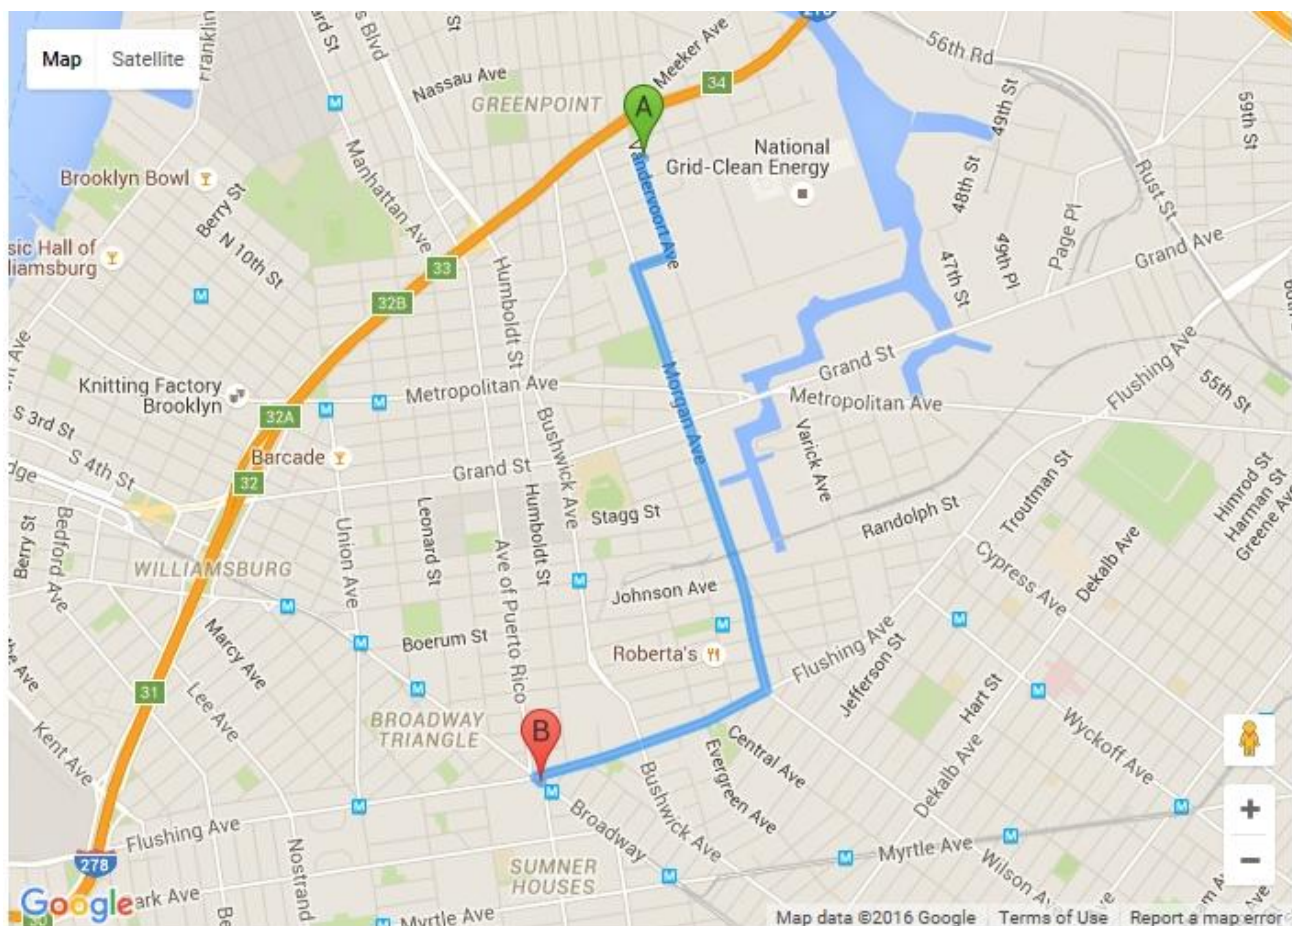 Map
Satellite
Nassau Ave
GREENPOINT
Meeker Ave
34
56th Rd
49th St
59th St
A
Vandervoort Ave
National
Grid-Clean Energy
48th St
Rust St
Page Pl
Grand Ave
47th St
49th Pl
Brooklyn Bowl
Berry St
N 10th St
Manhattan Ave
33
32B
Humboldt St
Knitting Factory
Brooklyn
Metropolitan Ave
Morgan Ave
Grand St
Metropolitan Ave
Flushing Ave
55th St
S 3rd St
S 4th St
32A
Barcade
32
Grand St
Bushwick Ave
Varick Ave
Troutman St
Himrod St
Harman St
Greene Ave
Berry St
Bedford Ave
WILLIAMSBURG
Union Ave
Leonard St
Ave of Puerto Rico
Humboldt St
Stagg St
Randolph St
Johnson Ave
Cypress Ave
Dekalb Ave
Boerum St
Marcy Ave
Lee Ave
Roberta's
Flushing Ave
Jefferson St
Hart St
Wyckoff Ave
31
Kent Ave
BROADWAY
TRIANGLE
B
Central Ave
Evergreen Ave
Dekalb Ave
Flushing Ave
Nostrand
Broadway
Bushwick Ave
Myrtle Ave
Wilson Ave
278
SUMNER
HOUSES
Myrtle Ave
Google
Map data ©2016 Google
Terms of Use
Report a map error